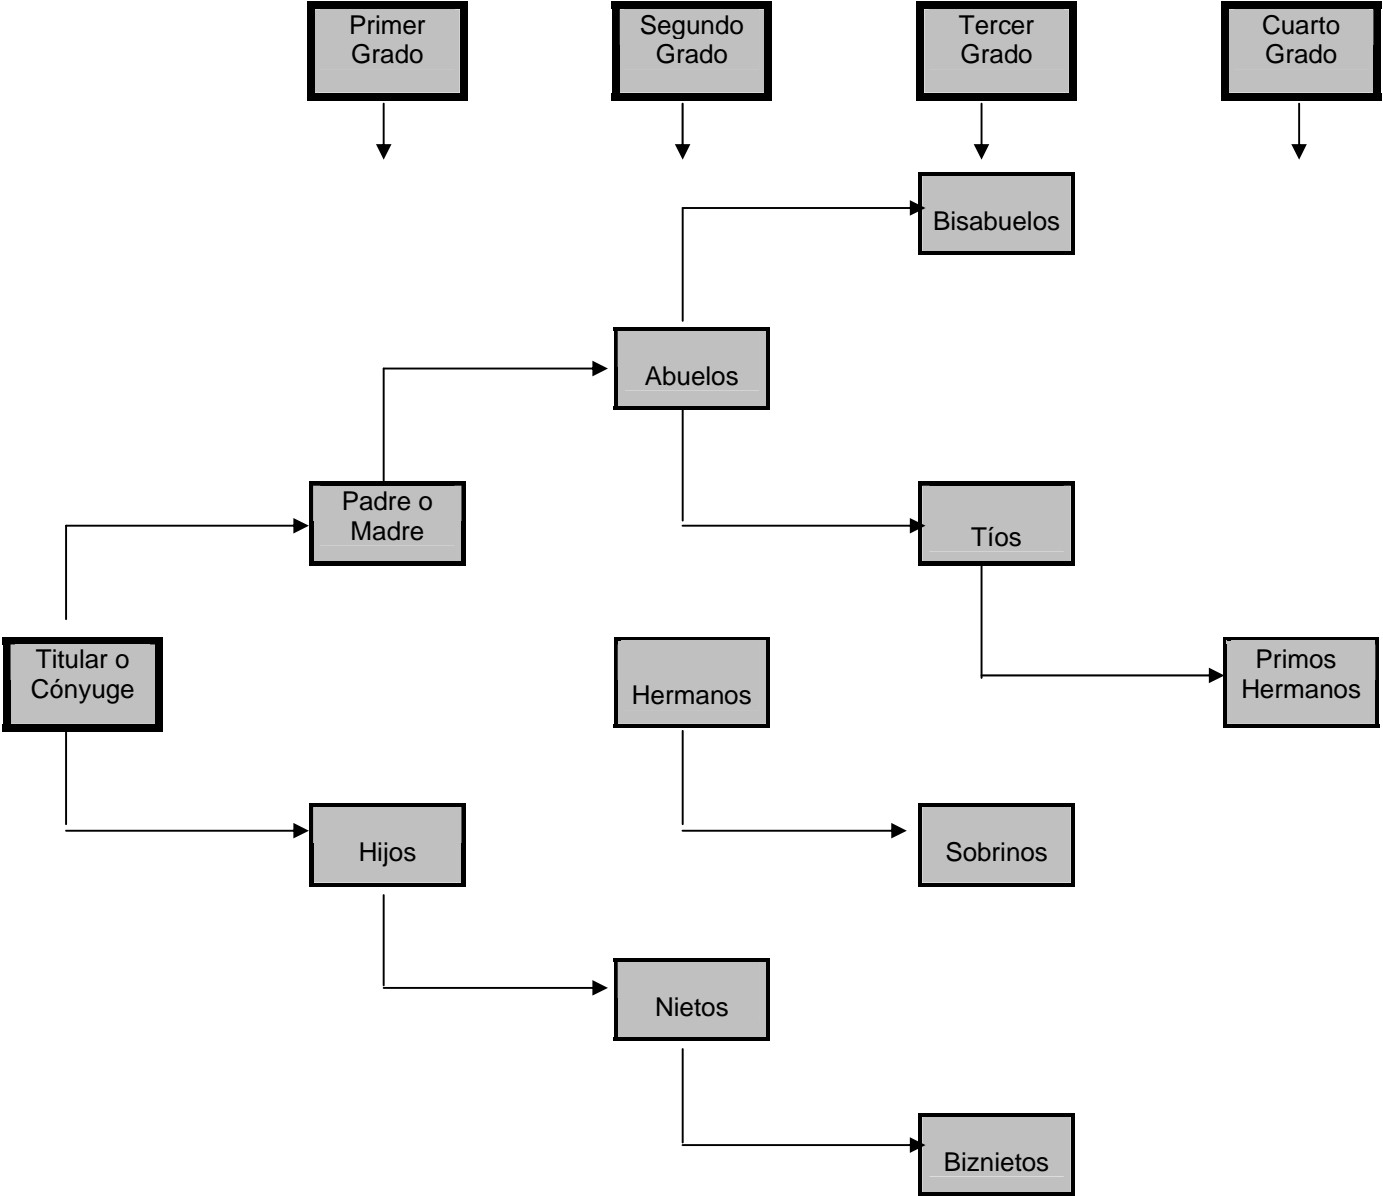 Primer
Grado
Segundo
Grado
Tercer
Grado
Cuarto
Grado
Bisabuelos
Abuelos
Padre o
Madre
Tíos
Titular o
Cónyuge
Hermanos
Primos
Hermanos
Hijos
Sobrinos
Nietos
Biznietos